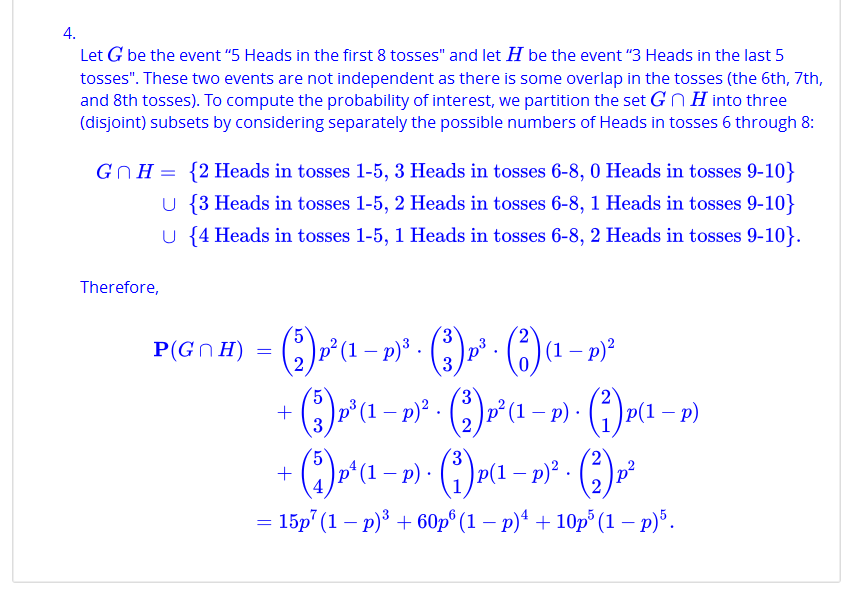 4.
Let G be the event “5 Heads in the first 8 tosses" and let H be the event “3 Heads in the last 5
tosses". These two events are not independent as there is some overlap in the tosses (the 6th, 7th,
and 8th tosses). To compute the probability of interest, we partition the set G ∩ H into three
(disjoint) subsets by considering separately the possible numbers of Heads in tosses 6 through 8:
G ∩ H = {2 Heads in tosses 1-5, 3 Heads in tosses 6-8, 0 Heads in tosses 9-10}
∪ {3 Heads in tosses 1-5, 2 Heads in tosses 6-8, 1 Heads in tosses 9-10}
∪ {4 Heads in tosses 1-5, 1 Heads in tosses 6-8, 2 Heads in tosses 9-10}.
Therefore,
P(G ∩ H) = \binom{5}{2} p^2 (1 − p)^3 · \binom{3}{3} p^3 · \binom{2}{0} (1 − p)^2
+ \binom{5}{3} p^3 (1 − p)^2 · \binom{3}{2} p^2 (1 − p) · \binom{2}{1} p(1 − p)
+ \binom{5}{4} p^4 (1 − p) · \binom{3}{1} p(1 − p)^2 · \binom{2}{2} p^2
= 15p^7 (1 − p)^3 + 60p^6 (1 − p)^4 + 10p^5 (1 − p)^5.